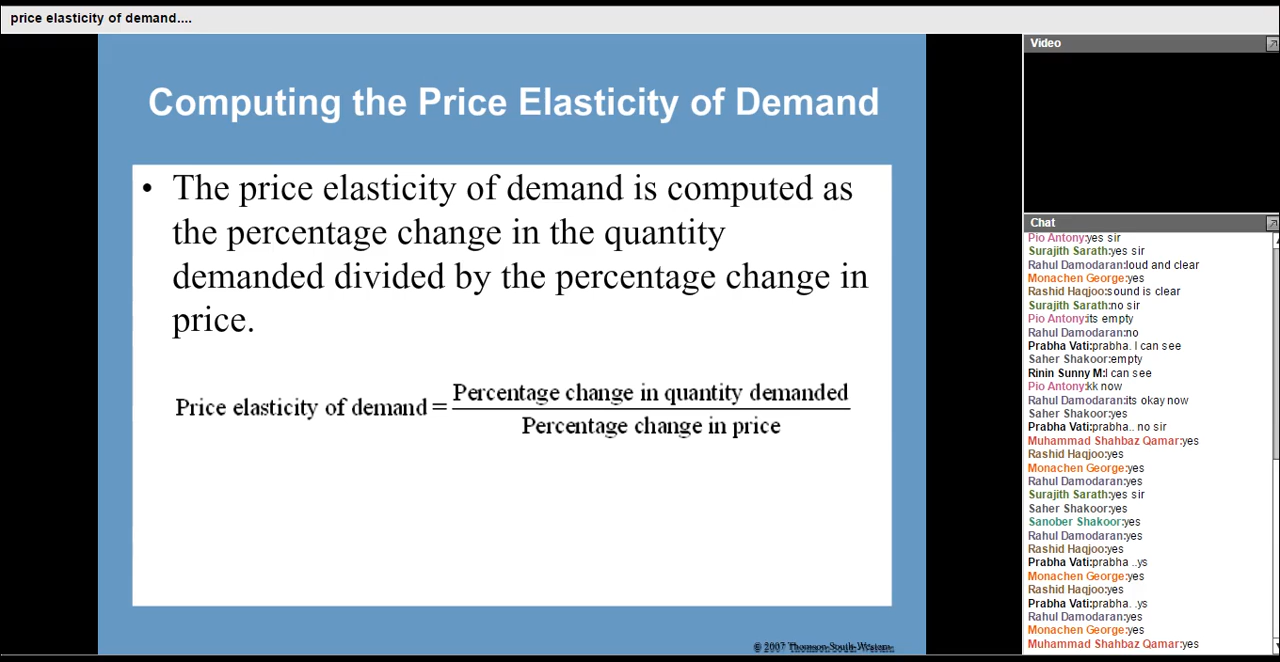 price elasticity of demand....
Computing the Price Elasticity of Demand
• The price elasticity of demand is computed as
the percentage change in the quantity
demanded divided by the percentage change in
price.
Price elasticity of demand = Percentage change in quantity demanded
Percentage change in price
© 2007 Thomson South-Western
Video
Chat
Pio Antony:yes sir
Surajith Sarath:yes sir
Rahul Damodaran:loud and clear
Monachen George:yes
Rashid Haqjoo:sound is clear
Surajith Sarath:no sir
Pio Antony:its empty
Rahul Damodaran:no
Prabha Vati:prabha. I can see
Saher Shakoor:empty
Rinin Sunny M:I can see
Pio Antony:kk now
Rahul Damodaran:its okay now
Saher Shakoor:yes
Prabha Vati:prabha.. no sir
Muhammad Shahbaz Qamar:yes
Rashid Haqjoo:yes
Monachen George:yes
Rahul Damodaran:yes
Surajith Sarath:yes sir
Saher Shakoor:yes
Sanober Shakoor:yes
Rahul Damodaran:yes
Rashid Haqjoo:yes
Prabha Vati:prabha ..ys
Monachen George:yes
Rashid Haqjoo:yes
Prabha Vati:prabha. .ys
Rahul Damodaran:yes
Monachen George:yes
Muhammad Shahbaz Qamar:yes